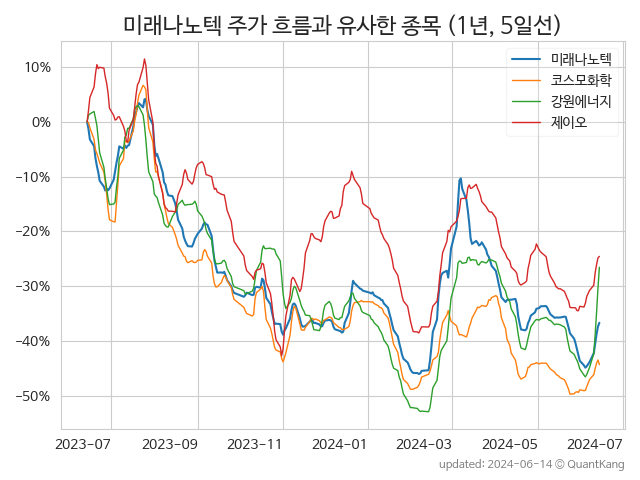 미래나노텍 주가 흐름과 유사한 종목 (1년, 5일선)
미래나노텍
코스모화학
강원에너지
제이오
10%
0%
−10%
−20%
−30%
−40%
−50%
2023-07 2023-09 2023-11 2024-01 2024-03 2024-05 2024-07
updated: 2024-06-14 © QuantKang